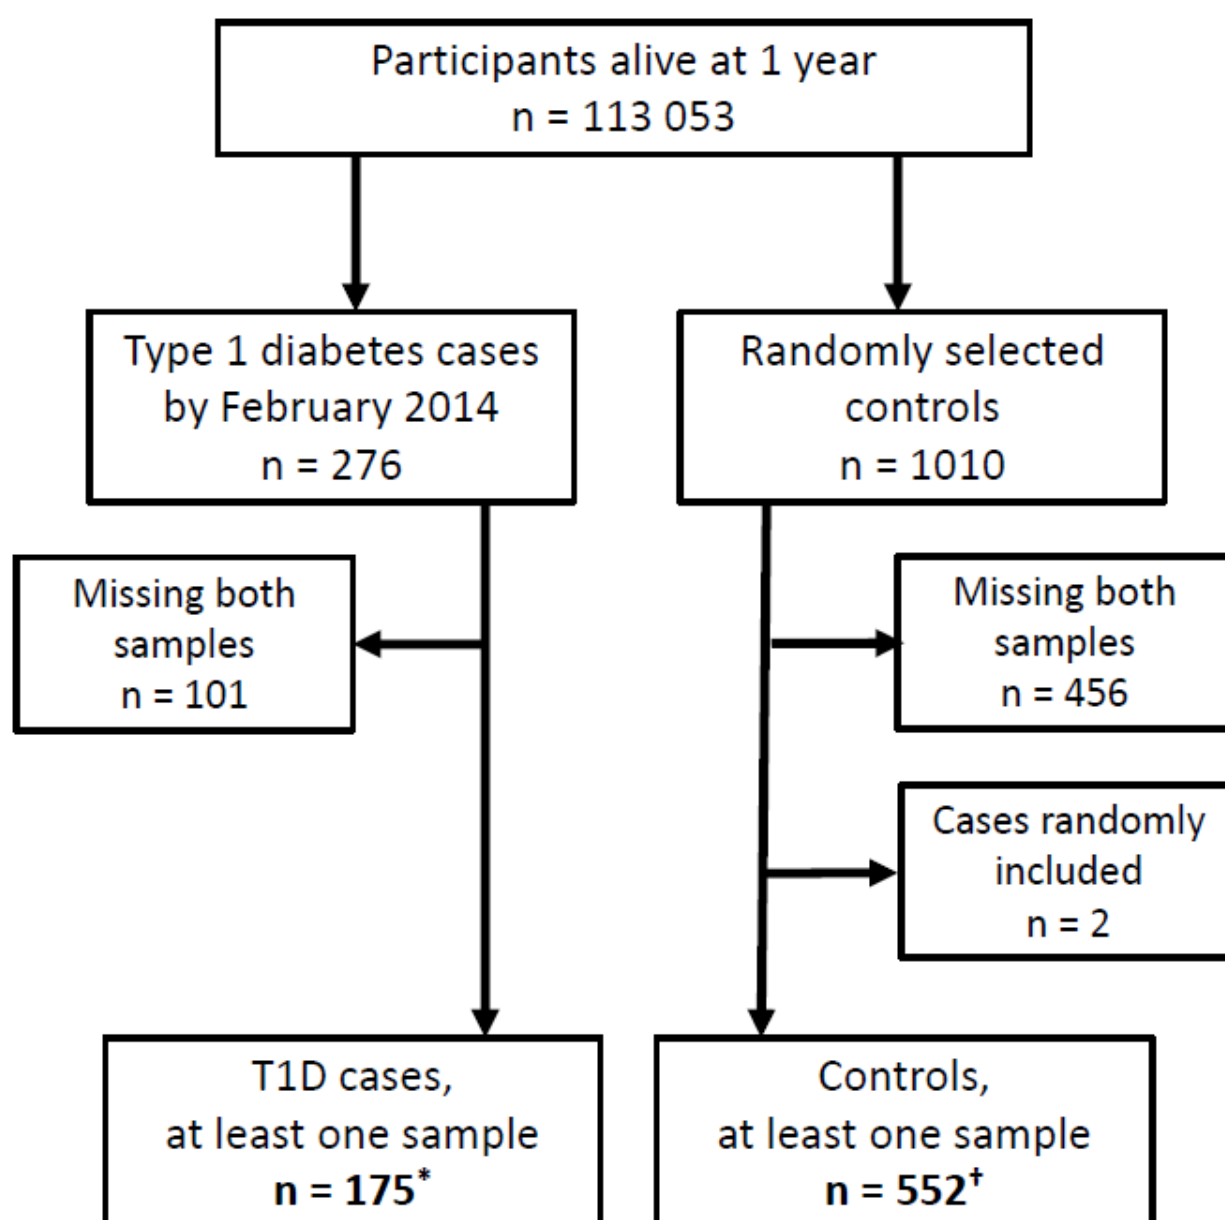 Participants alive at 1 year
n = 113 053
Type 1 diabetes cases
by February 2014
n = 276
Randomly selected
controls
n = 1010
Missing both
samples
n = 101
Missing both
samples
n = 456
Cases randomly
included
n = 2
T1D cases,
at least one sample
n = 175*
Controls,
at least one sample
n = 552†